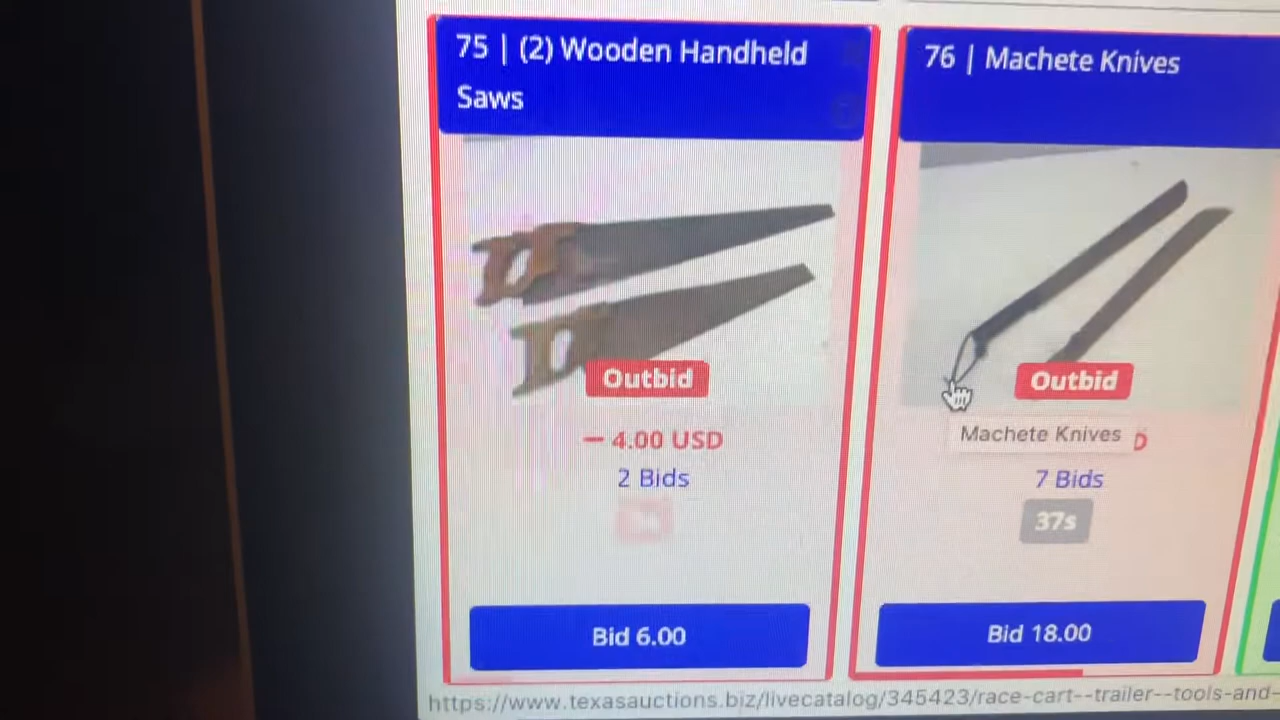 75 | (2) Wooden Handheld
Saws
Outbid
— 4.00 USD
2 Bids
Bid 6.00
76 | Machete Knives
Outbid
Machete Knives D
7 Bids
37s
Bid 18.00
https://www.texasauctions.biz/livecatalog/345423/race-cart--trailer--tools-and-